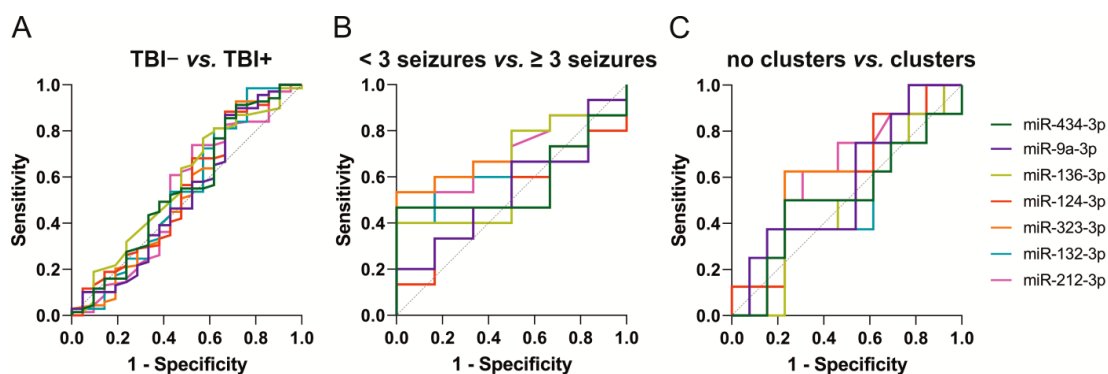 A
TBI− vs. TBI+
Sensitivity
1.0
0.8
0.6
0.4
0.2
0.0
0.0 0.2 0.4 0.6 0.8 1.0
1 - Specificity
B
< 3 seizures vs. ≥ 3 seizures
Sensitivity
1.0
0.8
0.6
0.4
0.2
0.0
0.0 0.2 0.4 0.6 0.8 1.0
1 - Specificity
C
no clusters vs. clusters
Sensitivity
1.0
0.8
0.6
0.4
0.2
0.0
0.0 0.2 0.4 0.6 0.8 1.0
1 - Specificity
miR-434-3p
miR-9a-3p
miR-136-3p
miR-124-3p
miR-323-3p
miR-132-3p
miR-212-3p